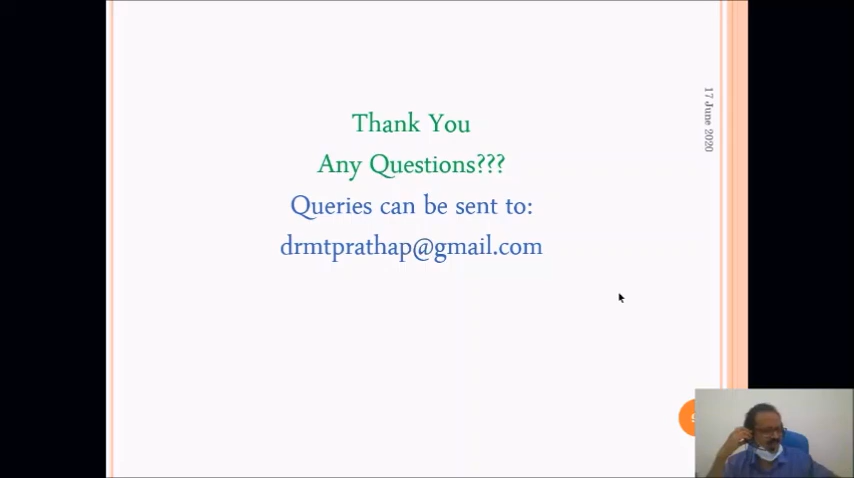 Thank You
Any Questions???
Queries can be sent to:
drmtprathap@gmail.com
17 June 2020